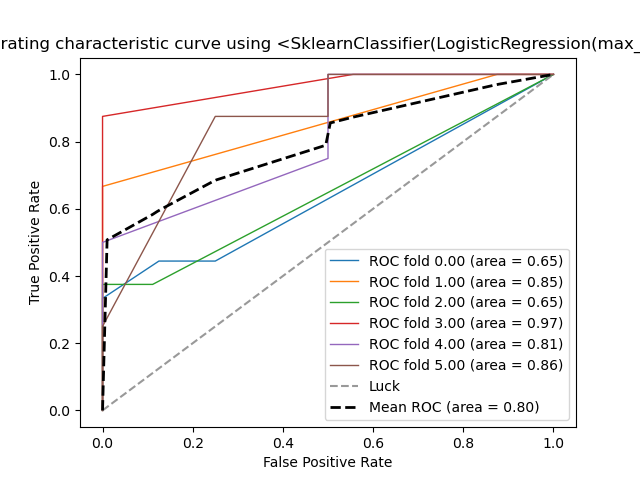 rating characteristic curve using <SklearnClassifier(LogisticRegression(max_
1.0
0.8
0.6
0.4
0.2
0.0
True Positive Rate
ROC fold 0.00 (area = 0.65)
ROC fold 1.00 (area = 0.85)
ROC fold 2.00 (area = 0.65)
ROC fold 3.00 (area = 0.97)
ROC fold 4.00 (area = 0.81)
ROC fold 5.00 (area = 0.86)
Luck
Mean ROC (area = 0.80)
0.0 0.2 0.4 0.6 0.8 1.0
False Positive Rate